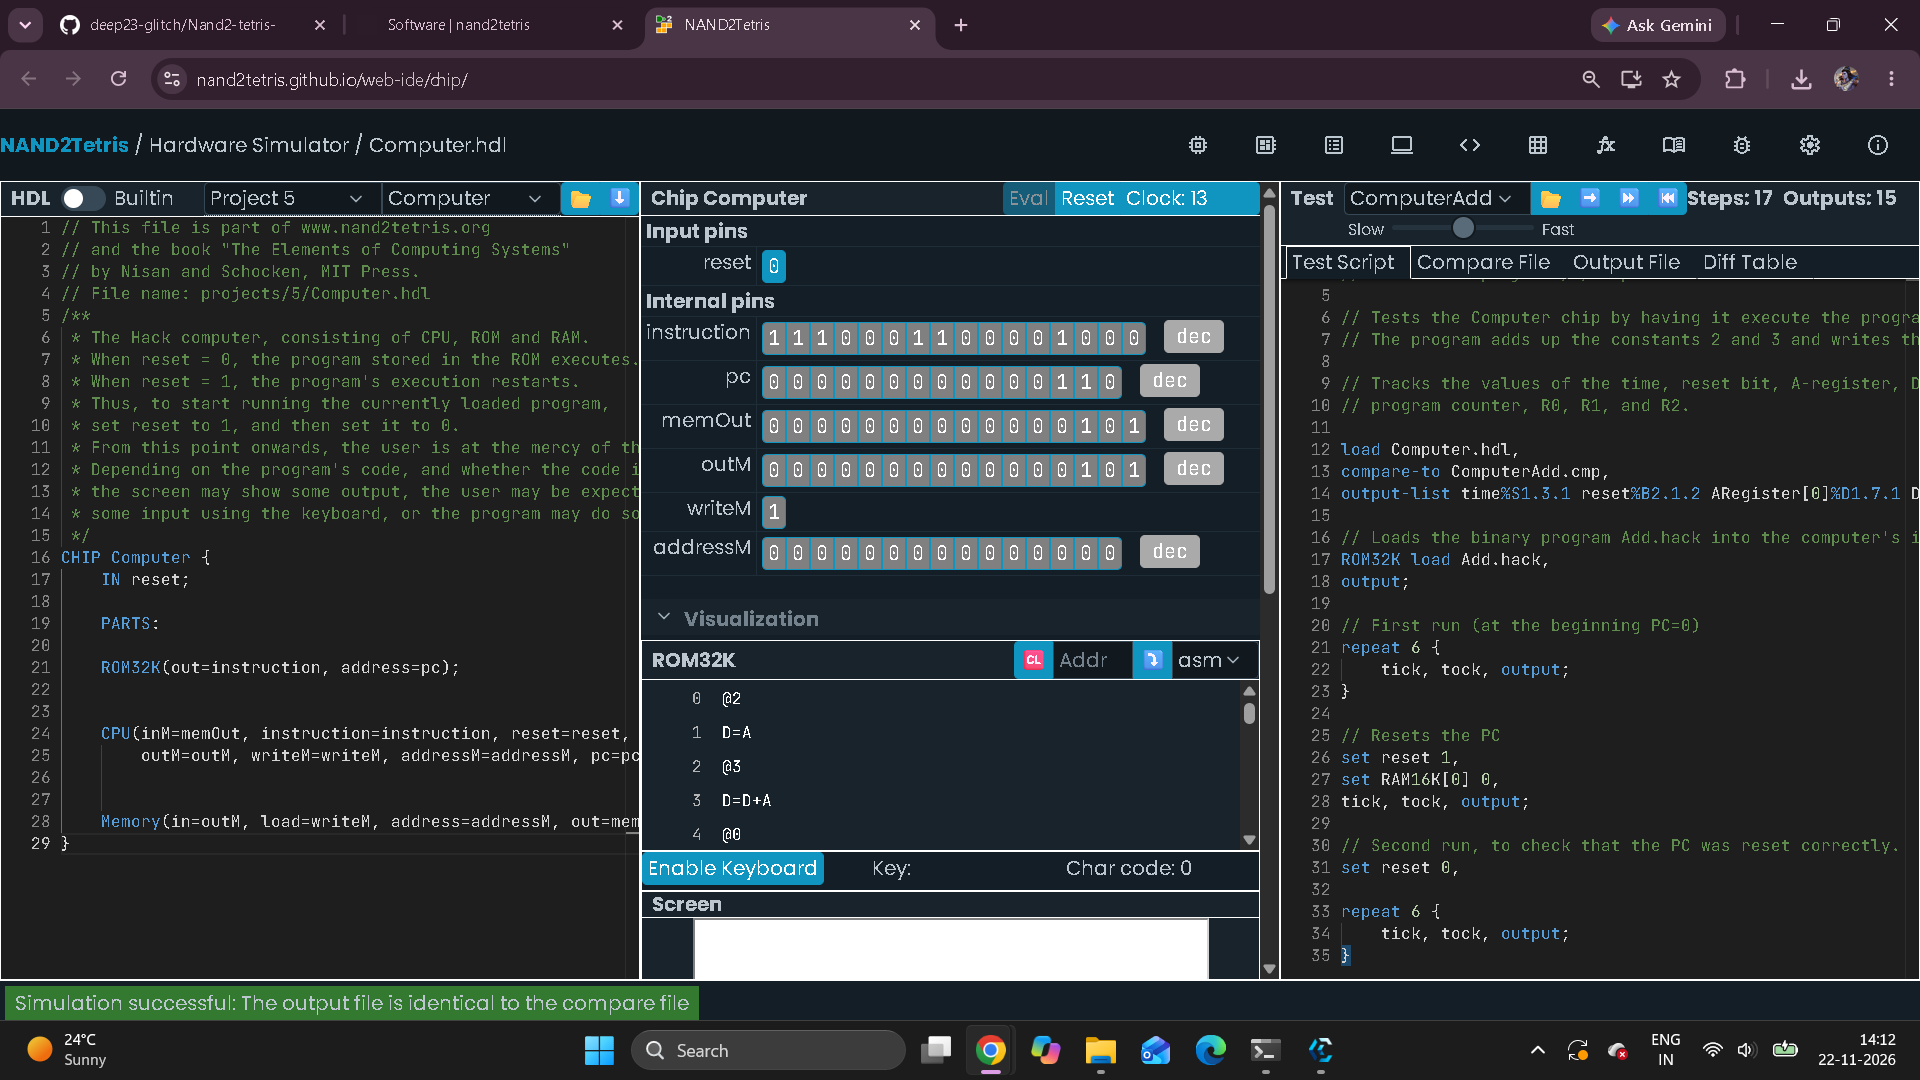 deep23-glitch/Nand2-tetris-
Software | nand2tetris
NAND2Tetris
Ask Gemini
nand2tetris.github.io/web-ide/chip/
NAND2Tetris / Hardware Simulator / Computer.hdl
HDL Builtin Project 5 Computer
1 // This file is part of www.nand2tetris.org
2 // and the book "The Elements of Computing Systems"
3 // by Nisan and Schocken, MIT Press.
4 // File name: projects/5/Computer.hdl
5 /**
6 * The Hack computer, consisting of CPU, ROM and RAM.
7 * When reset = 0, the program stored in the ROM executes.
8 * When reset = 1, the program's execution restarts.
9 * Thus, to start running the currently loaded program,
10 * set reset to 1, and then set it to 0.
11 * From this point onwards, the user is at the mercy of th
12 * Depending on the program's code, and whether the code i
13 * the screen may show some output, the user may be expect
14 * some input using the keyboard, or the program may do so
15 */
16 CHIP Computer {
17 IN reset;
18
19 PARTS:
20
21 ROM32K(out=instruction, address=pc);
22
23
24 CPU(inM=memOut, instruction=instruction, reset=reset,
25 outM=outM, writeM=writeM, addressM=addressM, pc=pc
26
27
28 Memory(in=outM, load=writeM, address=addressM, out=mem
29 }
Chip Computer Eval Reset Clock: 13
Input pins
reset 0
Internal pins
instruction 1 1 1 0 0 0 1 1 0 0 0 0 1 0 0 0 dec
pc 0 0 0 0 0 0 0 0 0 0 0 0 1 1 0 dec
memOut 0 0 0 0 0 0 0 0 0 0 0 0 0 1 0 1 dec
outM 0 0 0 0 0 0 0 0 0 0 0 0 0 1 0 1 dec
writeM 1
addressM 0 0 0 0 0 0 0 0 0 0 0 0 0 0 0 dec
Visualization
ROM32K CL Addr asm
0 @2
1 D=A
2 @3
3 D=D+A
4 @0
Enable Keyboard Key: Char code: 0
Screen
Test ComputerAdd Steps: 17 Outputs: 15
Slow Fast
Test Script Compare File Output File Diff Table
5
6 // Tests the Computer chip by having it execute the progra
7 // The program adds up the constants 2 and 3 and writes th
8
9 // Tracks the values of the time, reset bit, A-register, D
10 // program counter, R0, R1, and R2.
11
12 load Computer.hdl,
13 compare-to ComputerAdd.cmp,
14 output-list time%S1.3.1 reset%B2.1.2 ARegister[0]%D1.7.1 D
15
16 // Loads the binary program Add.hack into the computer's i
17 ROM32K load Add.hack,
18 output;
19
20 // First run (at the beginning PC=0)
21 repeat 6 {
22 tick, tock, output;
23 }
24
25 // Resets the PC
26 set reset 1,
27 set RAM16K[0] 0,
28 tick, tock, output;
29
30 // Second run, to check that the PC was reset correctly.
31 set reset 0,
32
33 repeat 6 {
34 tick, tock, output;
35 }
Simulation successful: The output file is identical to the compare file
24°C
Sunny
Search
ENG
IN
14:12
22-11-2026